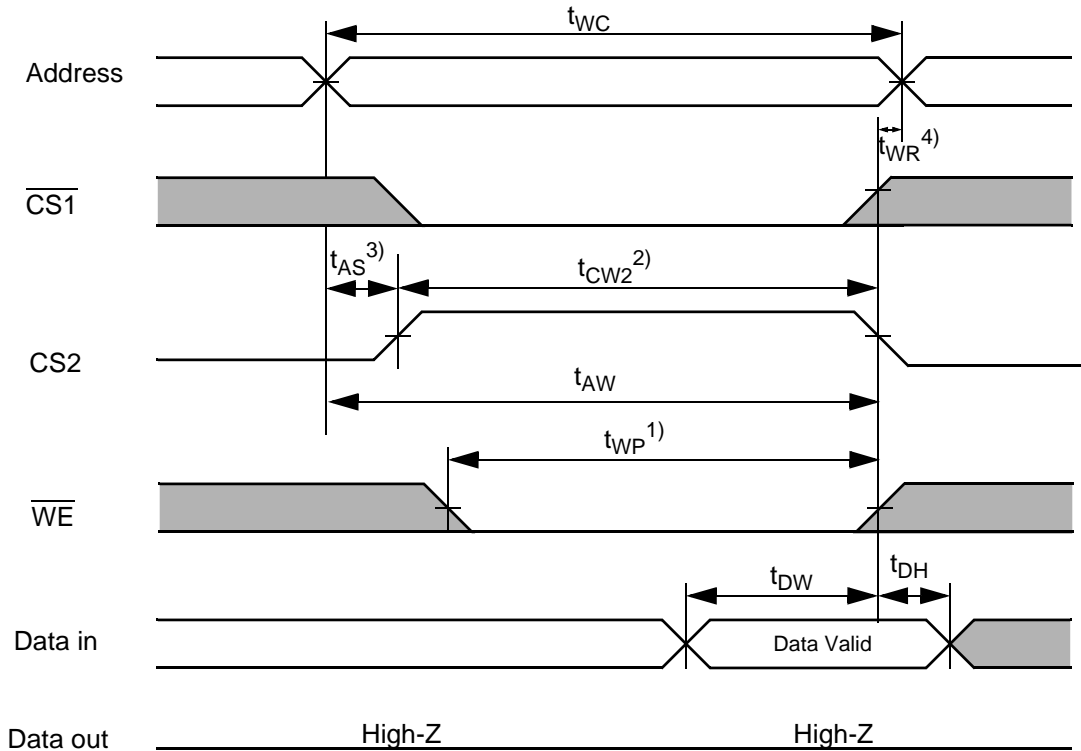 tWC
Address
tWR4)
CS1
tAS3) tCW22)
CS2
tAW
tWP1)
WE
tDW tDH
Data in Data Valid
Data out High-Z High-Z